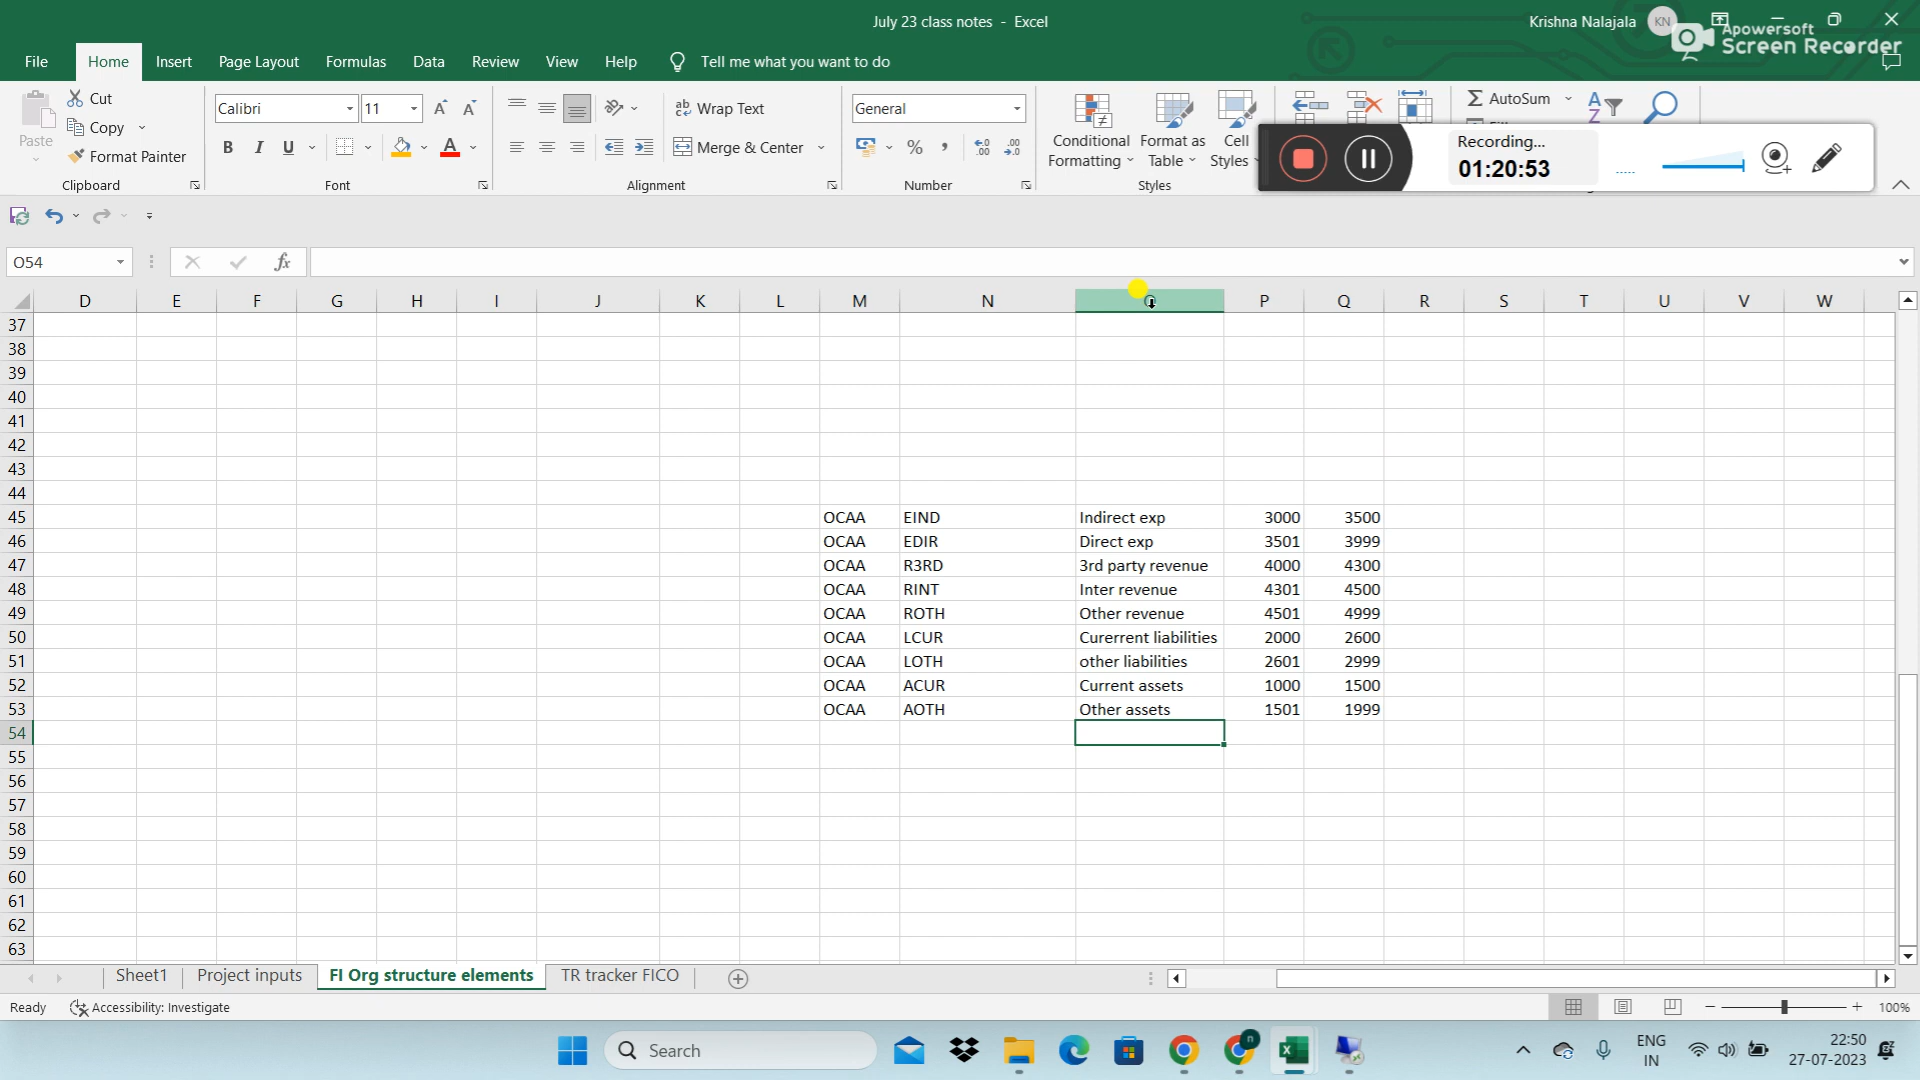 July 23 class notes - Excel
Krishna Nalajala KN
Apowersoft
Screen Recorder
File Home Insert Page Layout Formulas Data Review View Help Tell me what you want to do
Paste
Cut
Copy
Format Painter
Clipboard
Calibri 11
B I U
Font
Wrap Text
Merge & Center
Alignment
General
Number
Conditional Formatting
Format as Table
Cell Styles
Styles
AutoSum
Recording...
01:20:53
O54
fx
D E F G H I J K L M N O P Q R S T U V W
37
38
39
40
41
42
43
44
45 OCAA EIND Indirect exp 3000 3500
46 OCAA EDIR Direct exp 3501 3999
47 OCAA R3RD 3rd party revenue 4000 4300
48 OCAA RINT Inter revenue 4301 4500
49 OCAA ROTH Other revenue 4501 4999
50 OCAA LCUR Curerrent liabilities 2000 2600
51 OCAA LOTH other liabilities 2601 2999
52 OCAA ACUR Current assets 1000 1500
53 OCAA AOTH Other assets 1501 1999
54
55
56
57
58
59
60
61
62
63
Sheet1 Project inputs FI Org structure elements TR tracker FICO
Ready Accessibility: Investigate 100%
Search
ENG
IN
22:50
27-07-2023